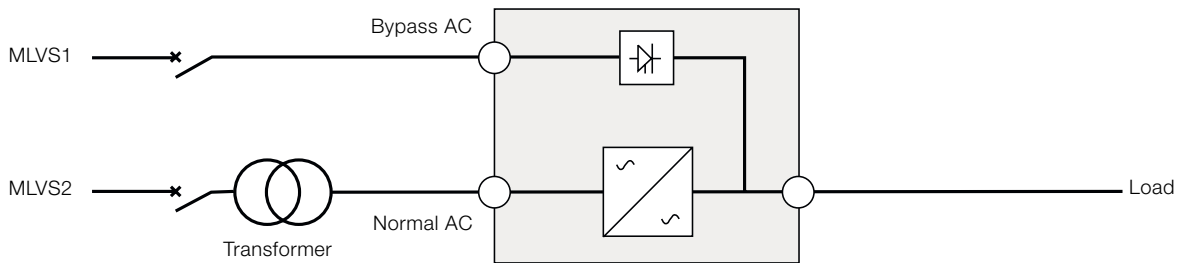 Bypass AC
MLVS1
MLVS2
Load
Normal AC
Transformer